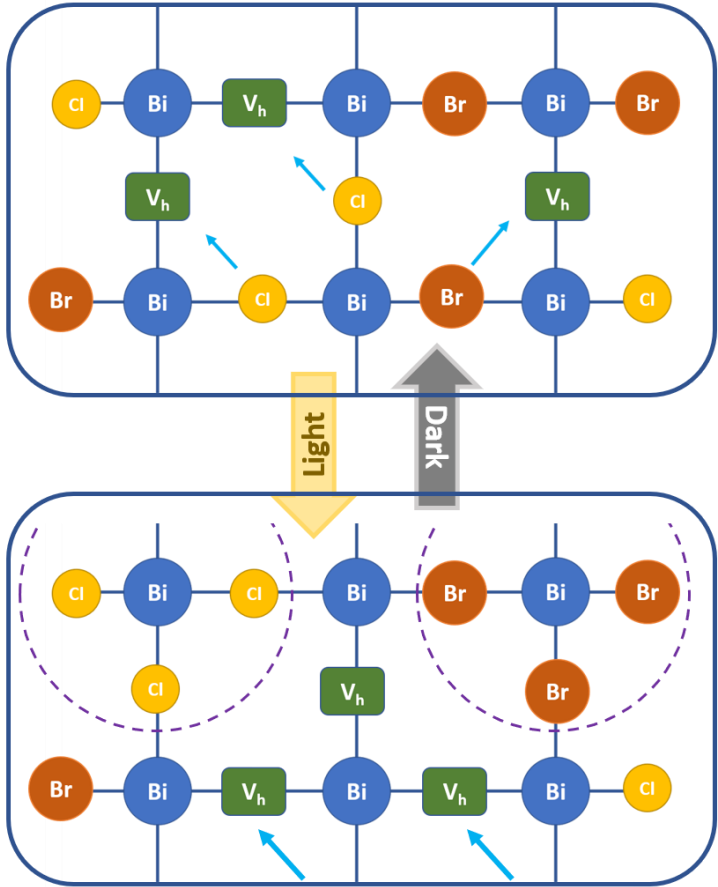 Cl Bi Vh Bi Br Bi Br
Vh Cl Vh
Br Bi Cl Bi Br Bi Cl
Light
Dark
Cl Bi Cl Bi Br Bi Br
Cl Vh Br
Br Bi Vh Bi Vh Bi Cl